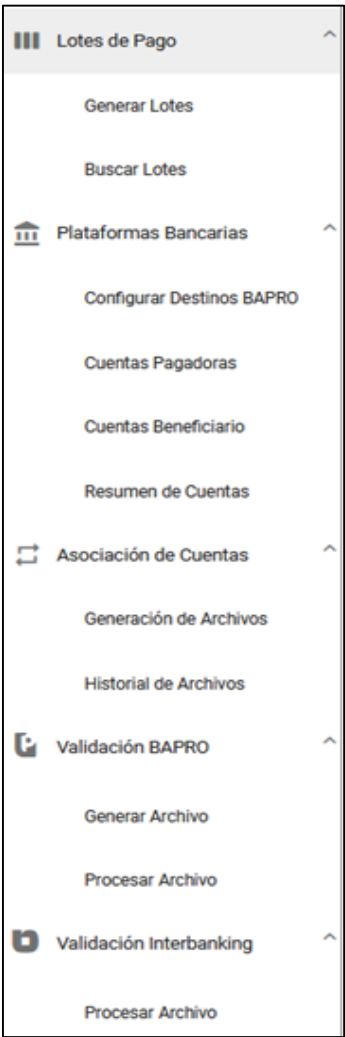 Lotes de Pago
Generar Lotes
Buscar Lotes
Plataformas Bancarias
Configurar Destinos BAPRO
Cuentas Pagadoras
Cuentas Beneficiario
Resumen de Cuentas
Asociación de Cuentas
Generación de Archivos
Historial de Archivos
Validación BAPRO
Generar Archivo
Procesar Archivo
Validación Interbanking
Procesar Archivo